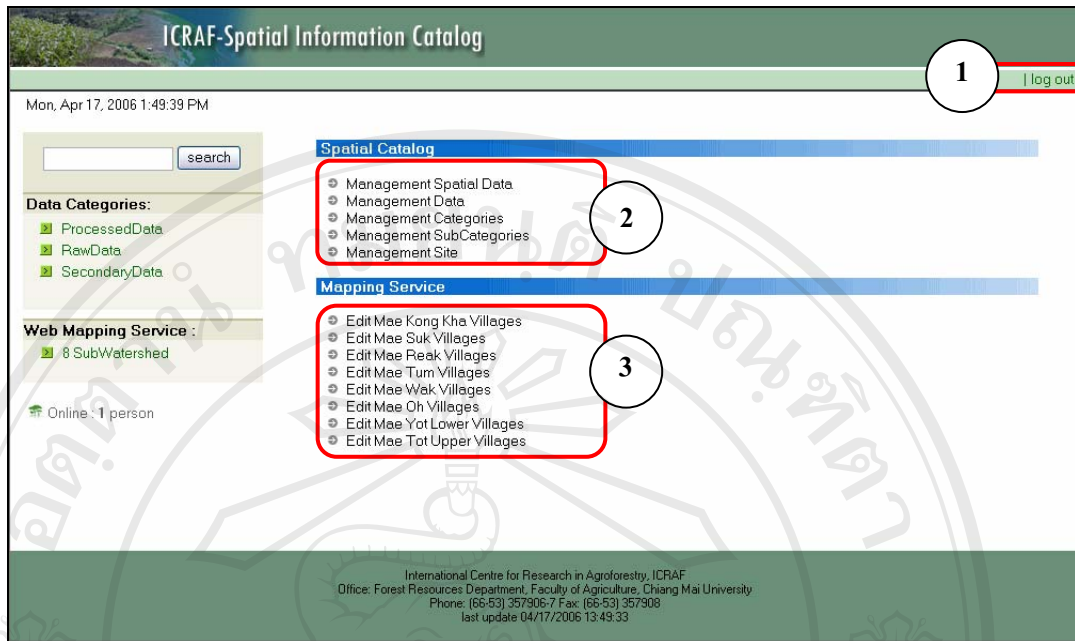 ICRAF-Spatial Information Catalog
1
| log out
Mon, Apr 17, 2006 1:49:39 PM
search
Data Categories:
ProcessedData
RawData
SecondaryData
Web Mapping Service :
8 SubWatershed
Online : 1 person
Spatial Catalog
Management Spatial Data
Management Data
Management Categories
Management SubCategories
Management Site
2
Mapping Service
Edit Mae Kong Kha Villages
Edit Mae Suk Villages
Edit Mae Reak Villages
Edit Mae Tum Villages
Edit Mae Wak Villages
Edit Mae Oh Villages
Edit Mae Yot Lower Villages
Edit Mae Tot Upper Villages
3
International Centre for Research in Agroforestry, ICRAF
Office: Forest Resources Department, Faculty of Agriculture, Chiang Mai University
Phone: (66-53) 357906-7 Fax: (66-53) 357908
last update 04/17/2006 13:49:33